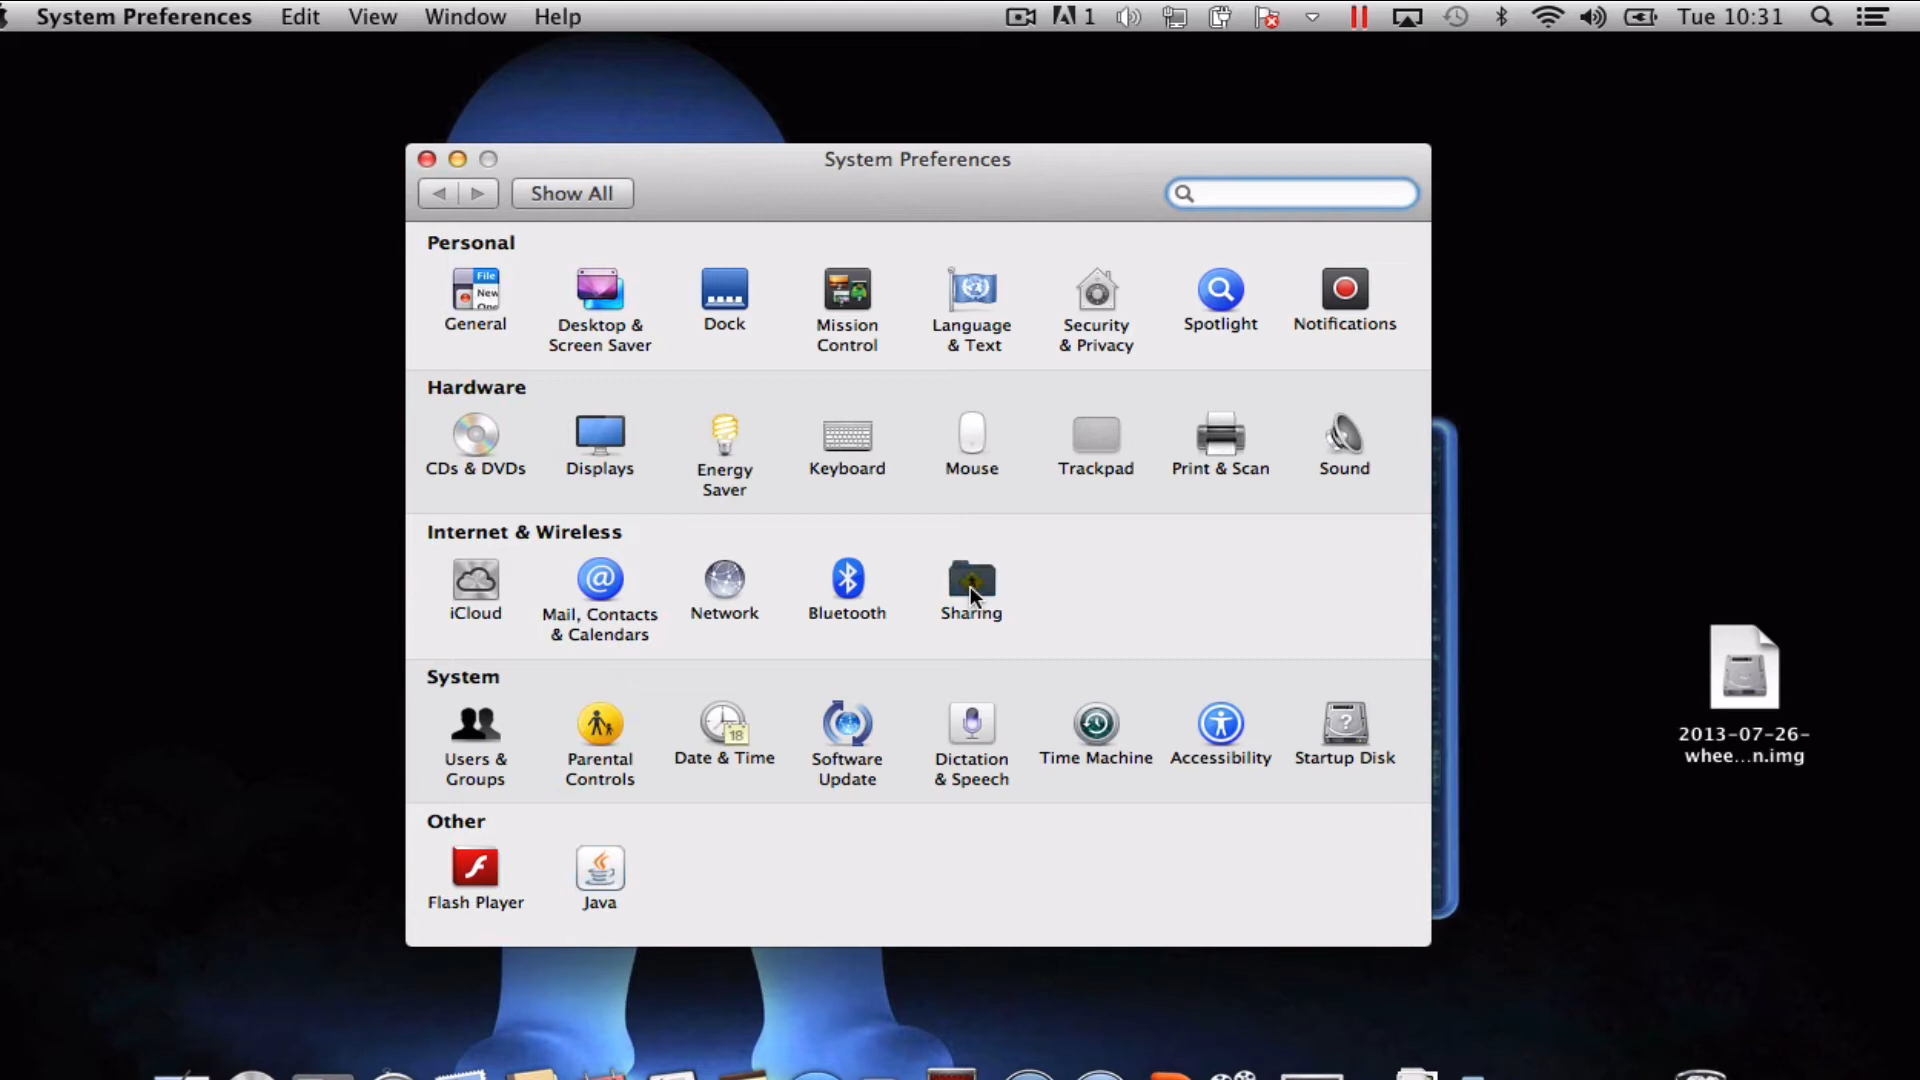 System Preferences Edit View Window Help 1 Tue 10:31
System Preferences
Show All
Personal
File
New
General
Desktop &
Screen Saver
Dock
Mission
Control
Language
& Text
Security
& Privacy
Spotlight
Notifications
Hardware
CDs & DVDs
Displays
Energy
Saver
Keyboard
Mouse
Trackpad
Print & Scan
Sound
Internet & Wireless
iCloud
@
Mail, Contacts
& Calendars
Network
Bluetooth
Sharing
System
Users &
Groups
Parental
Controls
18
Date & Time
Software
Update
Dictation
& Speech
Time Machine
Accessibility
?
Startup Disk
Other
Flash Player
Java
2013-07-26-
whee...n.img